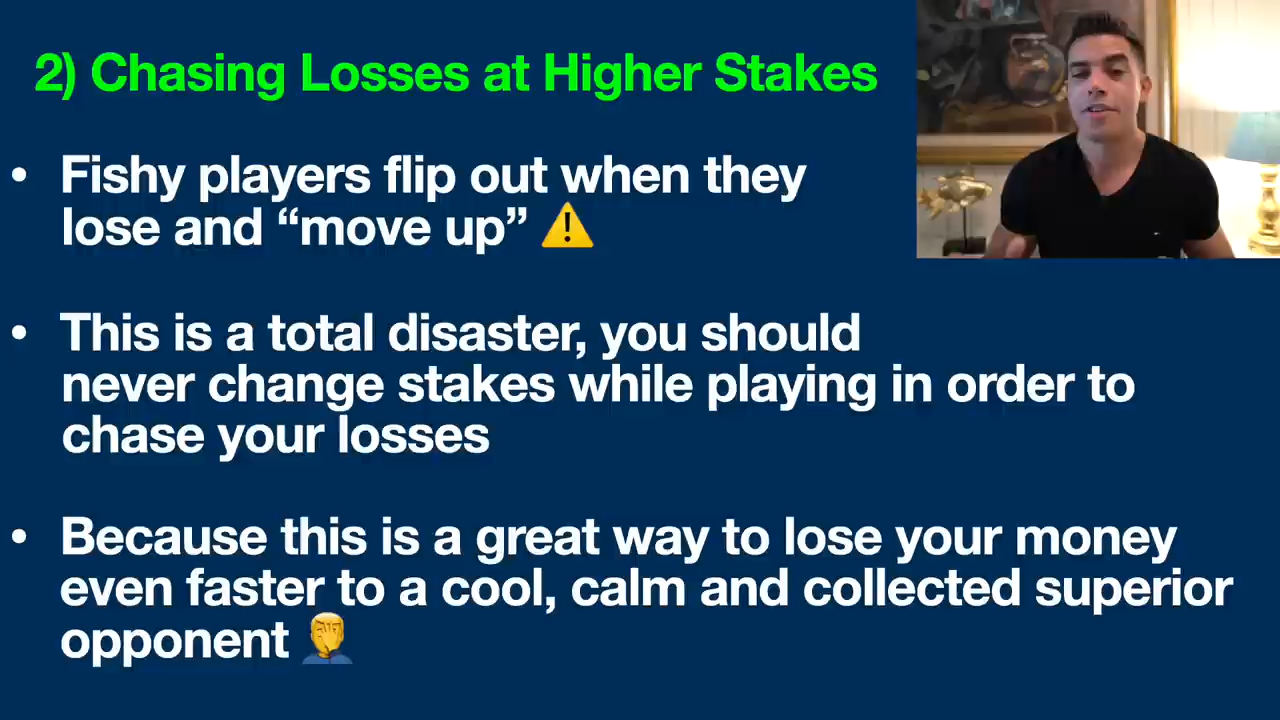 2) Chasing Losses at Higher Stakes
• Fishy players flip out when they
lose and “move up” ⚠️
• This is a total disaster, you should
never change stakes while playing in order to
chase your losses
• Because this is a great way to lose your money
even faster to a cool, calm and collected superior
opponent 🤦‍♂️